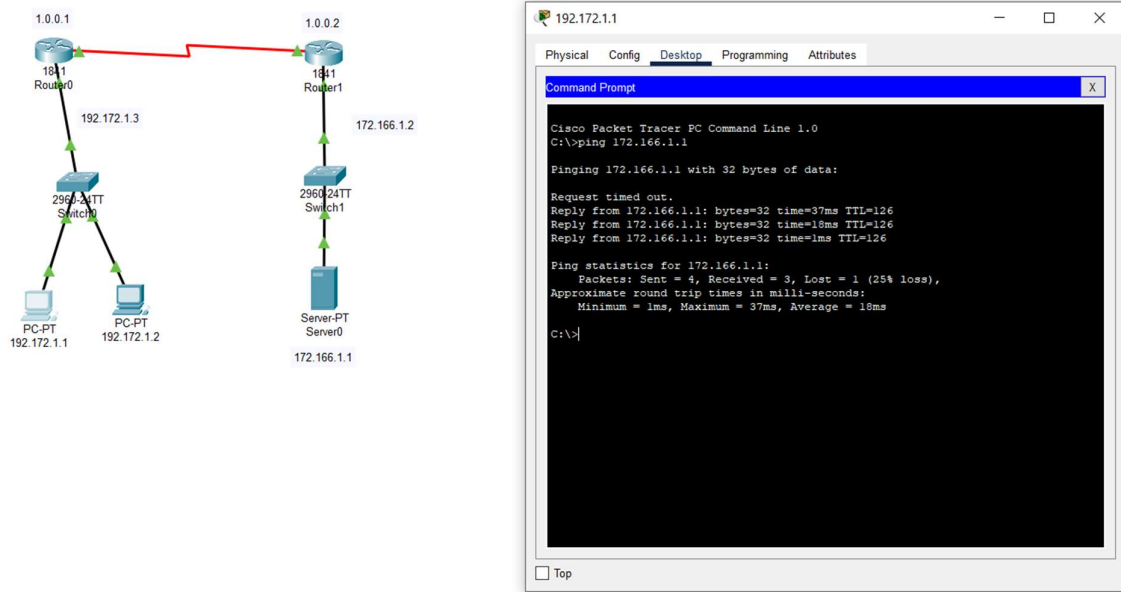 1.0.0.1
1.0.0.2
1841
Router0
1841
Router1
192.172.1.3
172.166.1.2
2960-24TT
Switch0
2960-24TT
Switch1
PC-PT
192.172.1.1
PC-PT
192.172.1.2
Server-PT
Server0
172.166.1.1
192.172.1.1
Physical Config Desktop Programming Attributes
Command Prompt X
Cisco Packet Tracer PC Command Line 1.0
C:\>ping 172.166.1.1
Pinging 172.166.1.1 with 32 bytes of data:
Request timed out.
Reply from 172.166.1.1: bytes=32 time=37ms TTL=126
Reply from 172.166.1.1: bytes=32 time=18ms TTL=126
Reply from 172.166.1.1: bytes=32 time=1ms TTL=126
Ping statistics for 172.166.1.1:
Packets: Sent = 4, Received = 3, Lost = 1 (25% loss),
Approximate round trip times in milli-seconds:
Minimum = 1ms, Maximum = 37ms, Average = 18ms
C:\>
Top